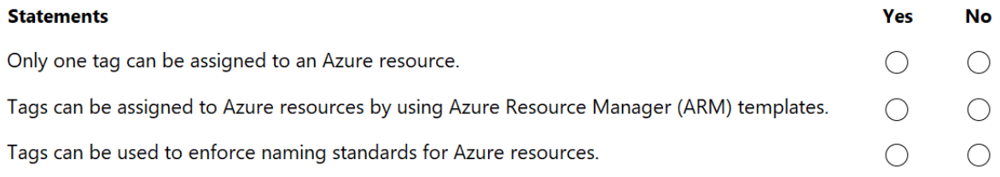 Statements Yes No
Only one tag can be assigned to an Azure resource.
Tags can be assigned to Azure resources by using Azure Resource Manager (ARM) templates.
Tags can be used to enforce naming standards for Azure resources.